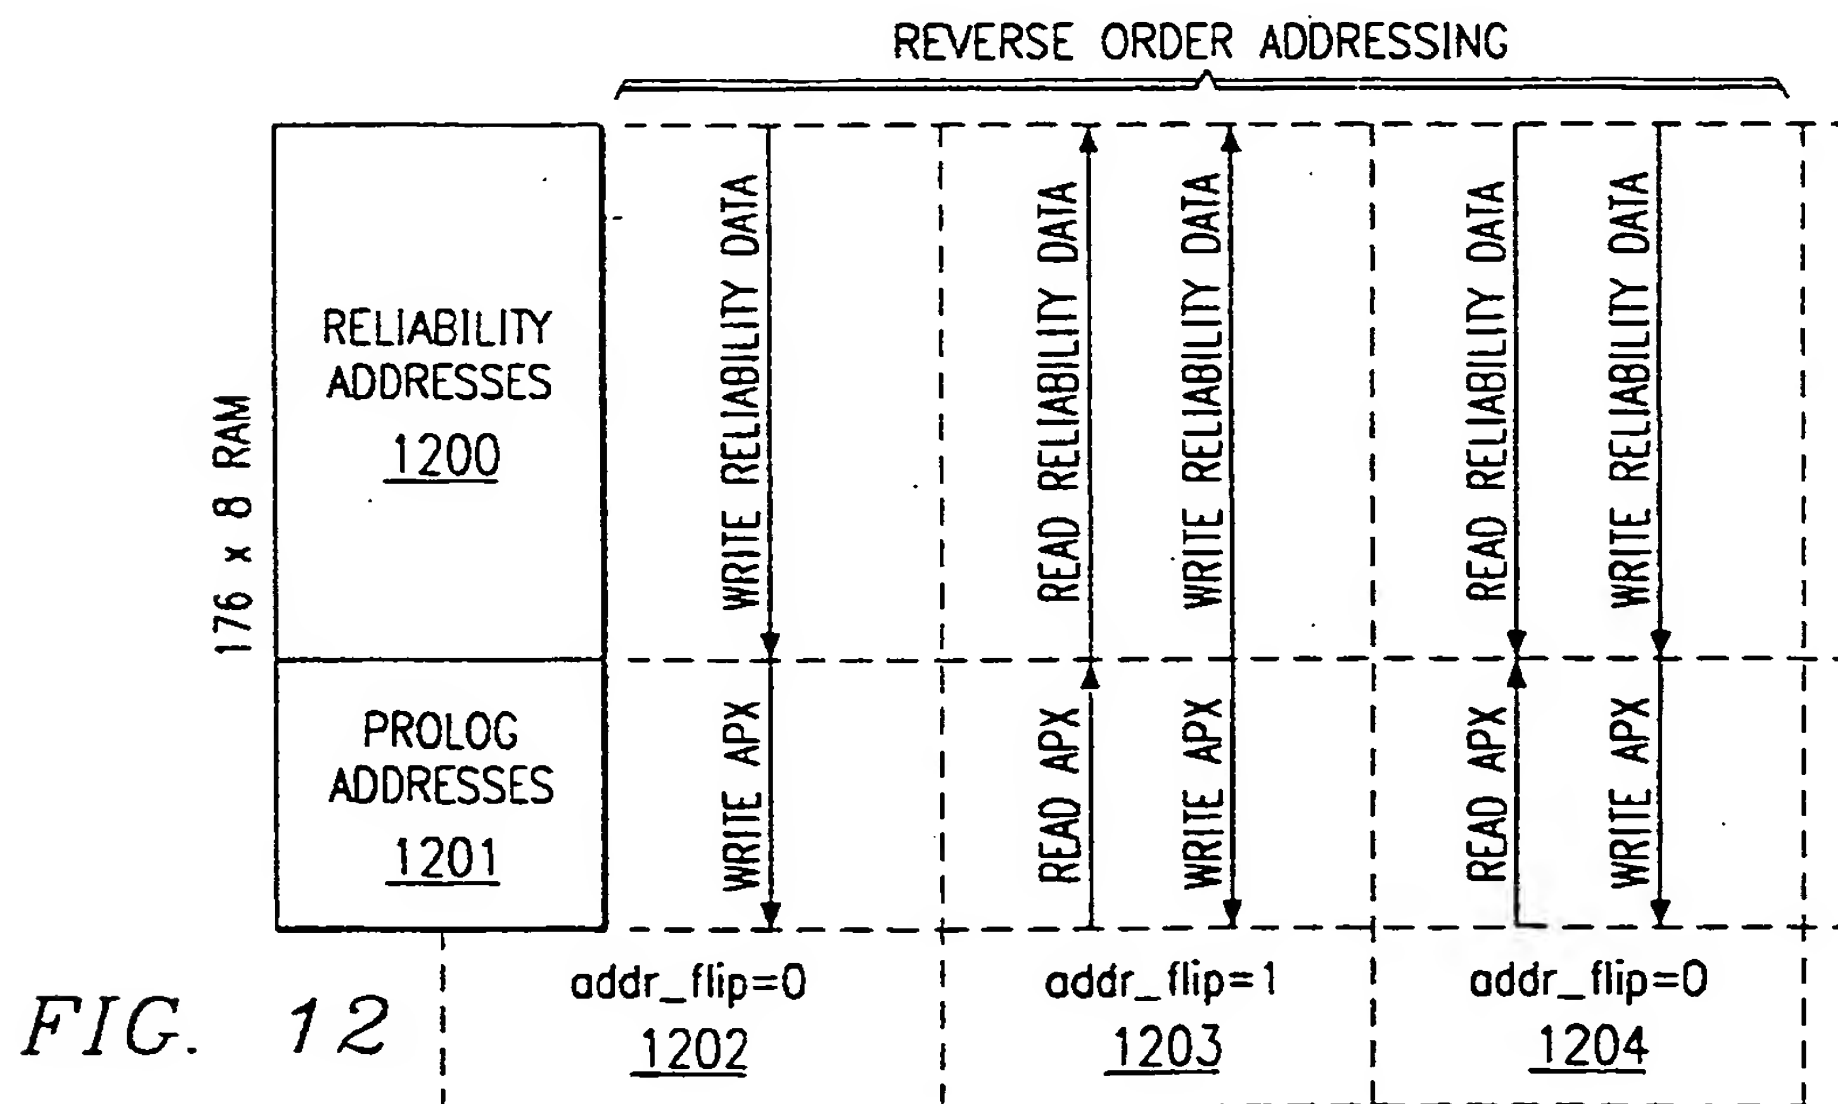 REVERSE ORDER ADDRESSING
176 x 8 RAM
RELIABILITY
ADDRESSES
1200
PROLOG
ADDRESSES
1201
WRITE RELIABILITY DATA
WRITE APX
READ RELIABILITY DATA
READ APX
WRITE RELIABILITY DATA
WRITE APX
READ RELIABILITY DATA
READ APX
WRITE RELIABILITY DATA
WRITE APX
addr_flip=0
1202
addr_flip=1
1203
addr_flip=0
1204
FIG. 12